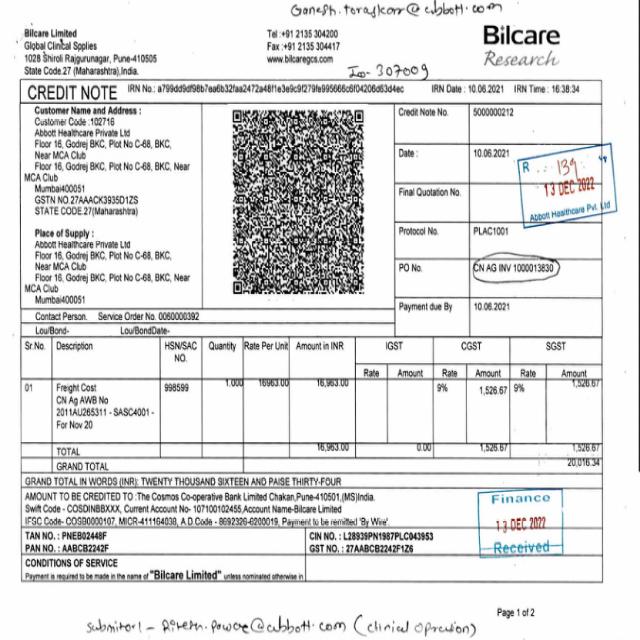 Ganesh.toraskar@abbott.com
Bilcare Limited
Global Clinical Spplies
1028 Shiroli Rajgurunagar, Pune-410505
State Code.27 (Maharashtra),India.
Tel :+91 2135 304200
Fax :+91 2135 304417
www.bilcaregcs.com
Bilcare
Research
ID- 307009
CREDIT NOTE
IRN No.:
IRN Date : 10.06.2021 IRN Time : 16:38:34
Customer Name and Address :
Customer Code :102716
Abbott Healthcare Private Ltd
Floor 16, Godrej BKC, Plot No C-68, BKC,
Near MCA Club
Floor 16, Godrej BKC, Plot No C-68, BKC, Near
MCA Club
Mumbai400051
GSTN NO.27AAACK3935D1ZS
STATE CODE.27(Maharashtra)
Place of Supply :
Abbott Healthcare Private Ltd
Floor 16, Godrej BKC, Plot No C-68, BKC,
Near MCA Club
Floor 16, Godrej BKC, Plot No C-68, BKC, Near
MCA Club
Mumbai400051
Credit Note No. 5000000212
Date : 10.06.2021
Final Quotation No.
Protocol No. PLAC1001
PO No. CN AG INV 1000013830
Payment due By 10.06.2021
R 139
13 DEC 2022
Abbott Healthcare Pvt. Ltd
Contact Person. Service Order No. 0060000392
Lou/Bond- Lou/BondDate-
Sr.No. Description HSN/SAC NO. Quantity Rate Per Unit Amount in INR IGST CGST SGST
Rate Amount Rate Amount Rate Amount
01 Freight Cost 998599 1.000 16963.00 16,963.00 9% 1,526.67 9% 1,526.67
CN Ag AWB No
2011AU265311 - SASC4001 -
For Nov 20
TOTAL 16,963.00 0.00 1,526.67 1,526.67
GRAND TOTAL 20,016.34
GRAND TOTAL IN WORDS (INR): TWENTY THOUSAND SIXTEEN AND PAISE THIRTY-FOUR
AMOUNT TO BE CREDITED TO :The Cosmos Co-operative Bank Limited Chakan,Pune-410501,(MS)India.
Swift Code - COSDINBBXXX, Current Account No- 107100102455,Account Name-Bilcare Limited
IFSC Code- COSB0000107, MICR-411164038, A.D.Code - 8692326-6200019, Payment to be remitted 'By Wire'.
Finance
13 DEC 2022
Received
TAN NO. : PNEB02448F
PAN NO. : AABCB2242F
CIN NO. : L28939PN1987PLC043953
GST NO. : 27AABCB2242F1Z6
CONDITIONS OF SERVICE
Payment is required to be made in the name of "Bilcare Limited" unless nominated otherwise in
Page 1 of 2
submitor1 - Ritesh.pawar@abbott.com (clinical opration)